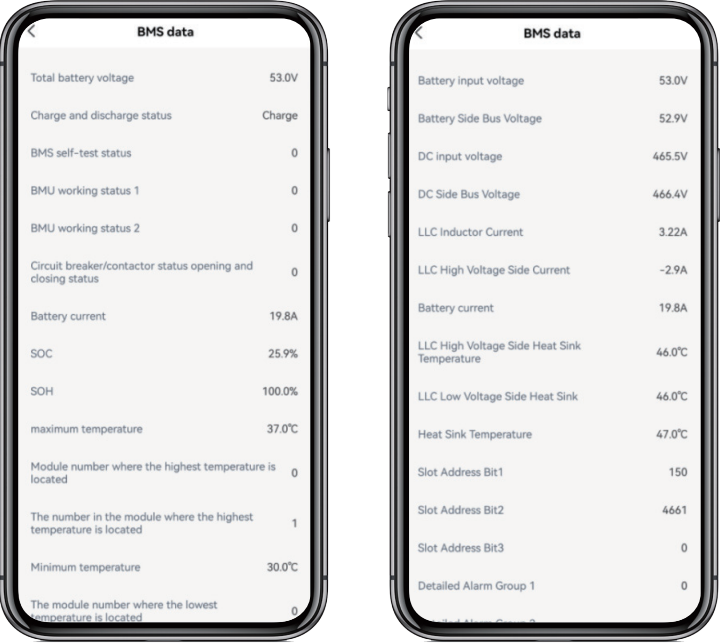 BMS data
Total battery voltage 53.0V
Charge and discharge status Charge
BMS self-test status 0
BMU working status 1 0
BMU working status 2 0
Circuit breaker/contactor status opening and
closing status 0
Battery current 19.8A
SOC 25.9%
SOH 100.0%
maximum temperature 37.0℃
Module number where the highest temperature is
located 0
The number in the module where the highest
temperature is located 1
Minimum temperature 30.0℃
The module number where the lowest
temperature is located 0
BMS data
Battery input voltage 53.0V
Battery Side Bus Voltage 52.9V
DC input voltage 465.5V
DC Side Bus Voltage 466.4V
LLC Inductor Current 3.22A
LLC High Voltage Side Current -2.9A
Battery current 19.8A
LLC High Voltage Side Heat Sink
Temperature 46.0℃
LLC Low Voltage Side Heat Sink 46.0℃
Heat Sink Temperature 47.0℃
Slot Address Bit1 150
Slot Address Bit2 4661
Slot Address Bit3 0
Detailed Alarm Group 1 0